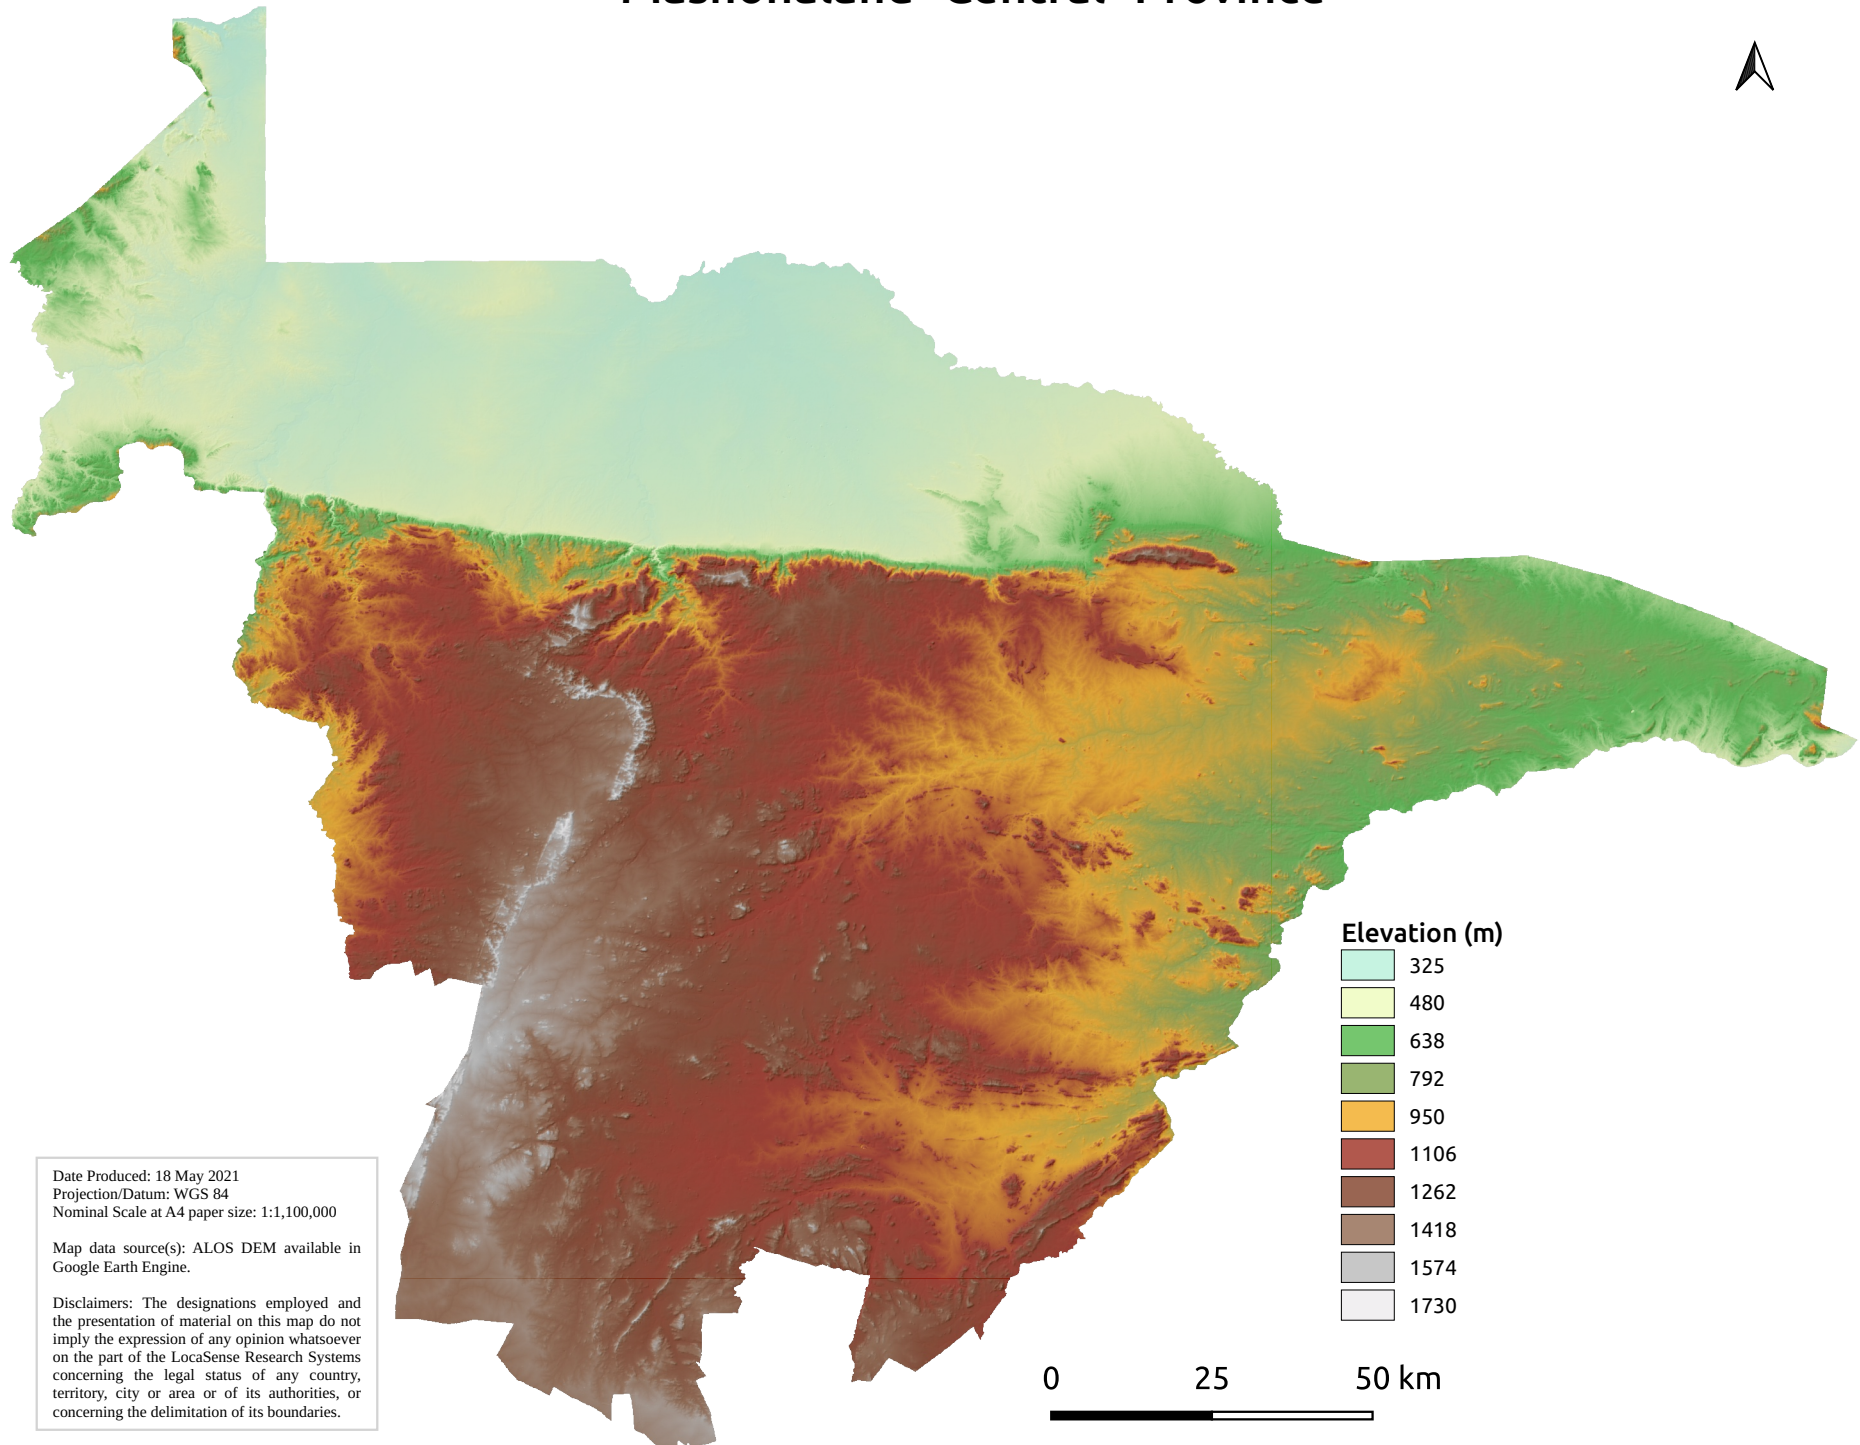 Mashonaland Central Province
Elevation (m)
325
480
638
792
950
1106
1262
1418
1574
1730
0 25 50 km
Date Produced: 18 May 2021
Projection/Datum: WGS 84
Nominal Scale at A4 paper size: 1:1,100,000
Map data source(s): ALOS DEM available in
Google Earth Engine.
Disclaimers: The designations employed and
the presentation of material on this map do not
imply the expression of any opinion whatsoever
on the part of the LocaSense Research Systems
concerning the legal status of any country,
territory, city or area or of its authorities, or
concerning the delimitation of its boundaries.